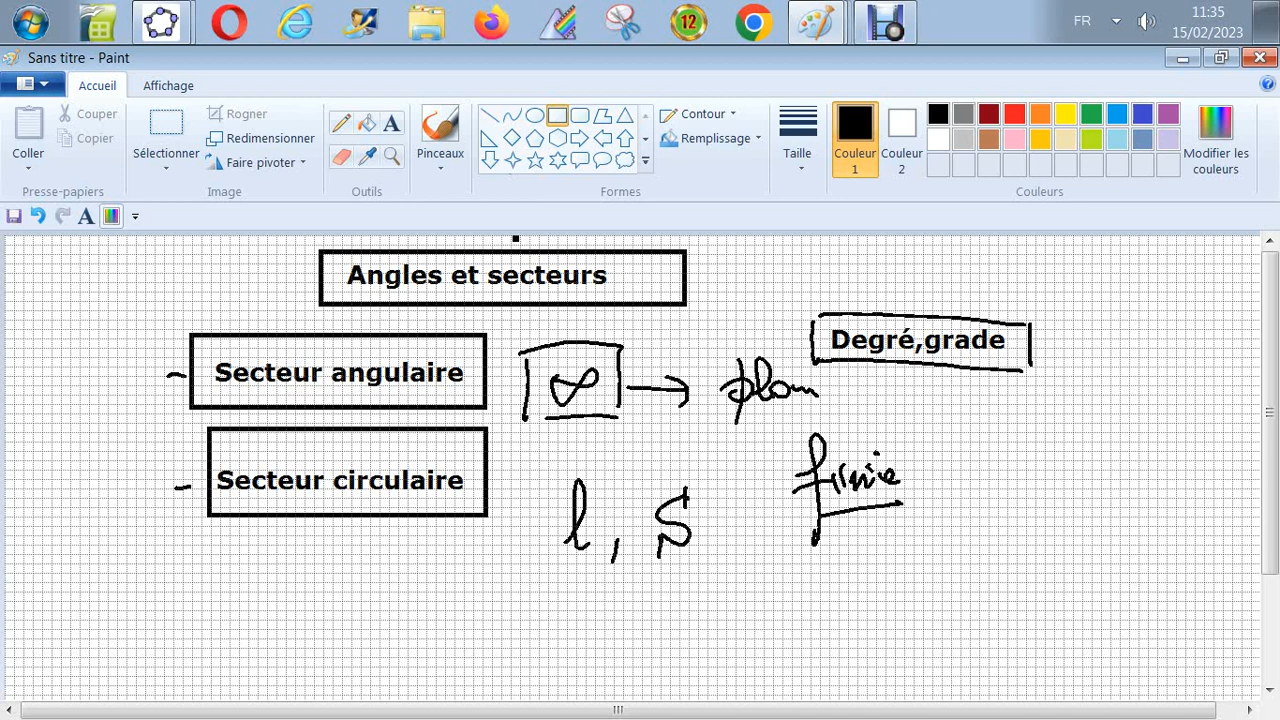 FR
11:35
15/02/2023
12
Sans titre - Paint
Accueil
Affichage
Coller
Couper
Copier
Presse-papiers
Sélectionner
Rogner
Redimensionner
Faire pivoter
Image
A
Outils
Pinceaux
Contour
Remplissage
Formes
Taille
Couleur
1
Couleur
2
Modifier les
couleurs
Couleurs
A
Angles et secteurs
Degré,grade
- Secteur angulaire
∞ → plan
- Secteur circulaire
l, S
finie